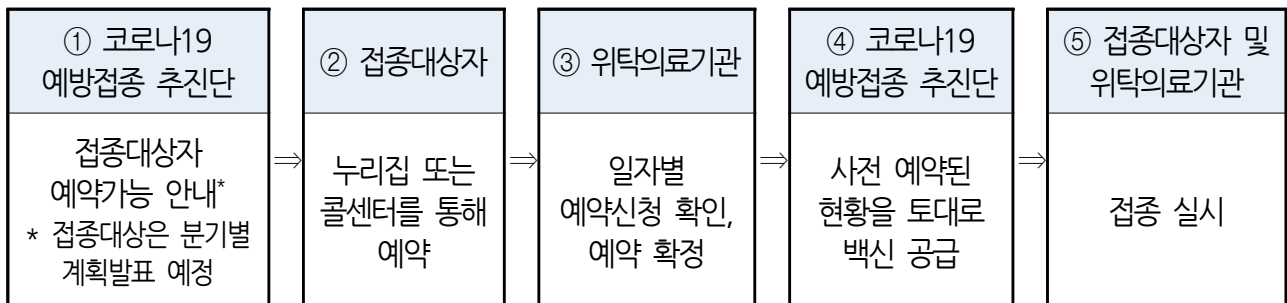 ① 코로나19
예방접종 추진단
접종대상자
예약가능 안내*
* 접종대상은 분기별
계획발표 예정
⇒
② 접종대상자
누리집 또는
콜센터를 통해
예약
⇒
③ 위탁의료기관
일자별
예약신청 확인,
예약 확정
⇒
④ 코로나19
예방접종 추진단
사전 예약된
현황을 토대로
백신 공급
⇒
⑤ 접종대상자 및
위탁의료기관
접종 실시